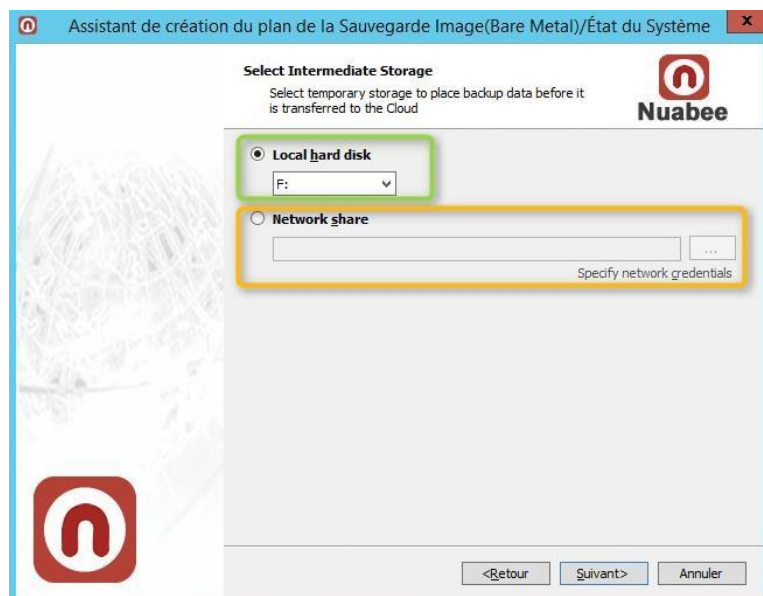 Assistant de création du plan de la Sauvegarde Image(Bare Metal)/État du Système
x
Select Intermediate Storage
Select temporary storage to place backup data before it
is transferred to the Cloud
Nuabee
Local hard disk
F:
Network share
...
Specify network credentials
<Retour
Suivant>
Annuler